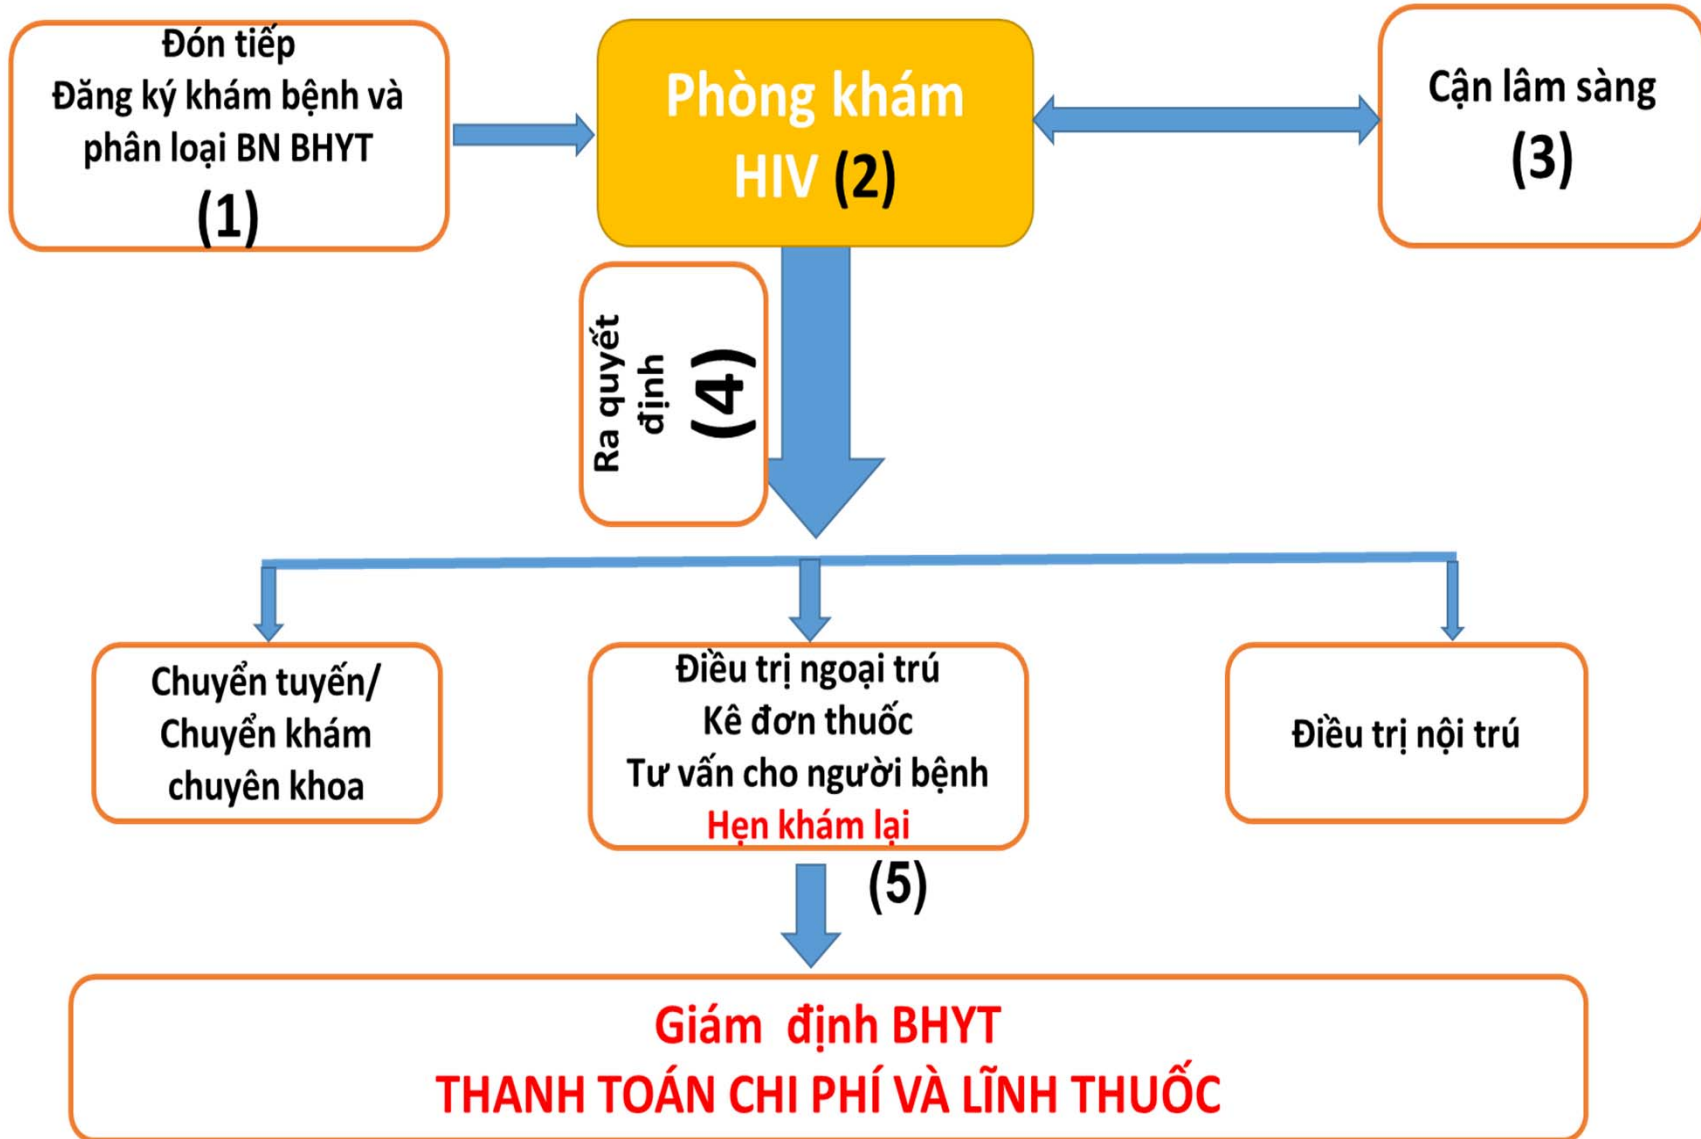 Đón tiếp
Đăng ký khám bệnh và
phân loại BN BHYT
(1)
Phòng khám
HIV (2)
Cận lâm sàng
(3)
Ra quyết
định
(4)
Chuyển tuyến/
Chuyển khám
chuyên khoa
Điều trị ngoại trú
Kê đơn thuốc
Tư vấn cho người bệnh
Hẹn khám lại
Điều trị nội trú
(5)
Giám định BHYT
THANH TOÁN CHI PHÍ VÀ LĨNH THUỐC